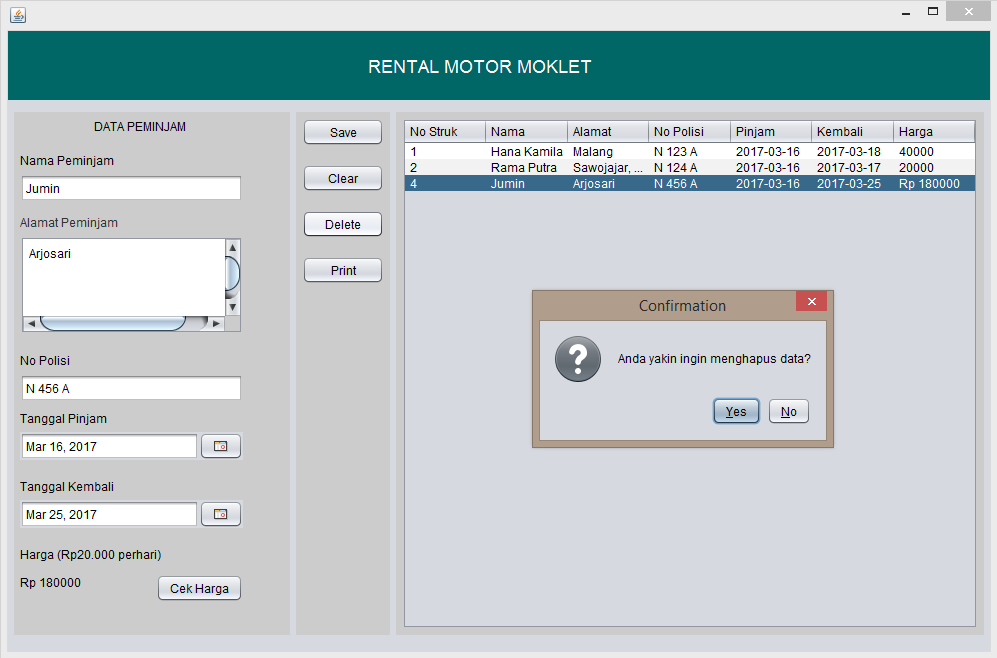 RENTAL MOTOR MOKLET
DATA PEMINJAM
Nama Peminjam
Jumin
Alamat Peminjam
Arjosari
No Polisi
N 456 A
Tanggal Pinjam
Mar 16, 2017
Tanggal Kembali
Mar 25, 2017
Harga (Rp20.000 perhari)
Rp 180000
Cek Harga
Save
Clear
Delete
Print
No Struk Nama Alamat No Polisi Pinjam Kembali Harga
1 Hana Kamila Malang N 123 A 2017-03-16 2017-03-18 40000
2 Rama Putra Sawojajar, ... N 124 A 2017-03-16 2017-03-17 20000
4 Jumin Arjosari N 456 A 2017-03-16 2017-03-25 Rp 180000
Confirmation
Anda yakin ingin menghapus data?
Yes No